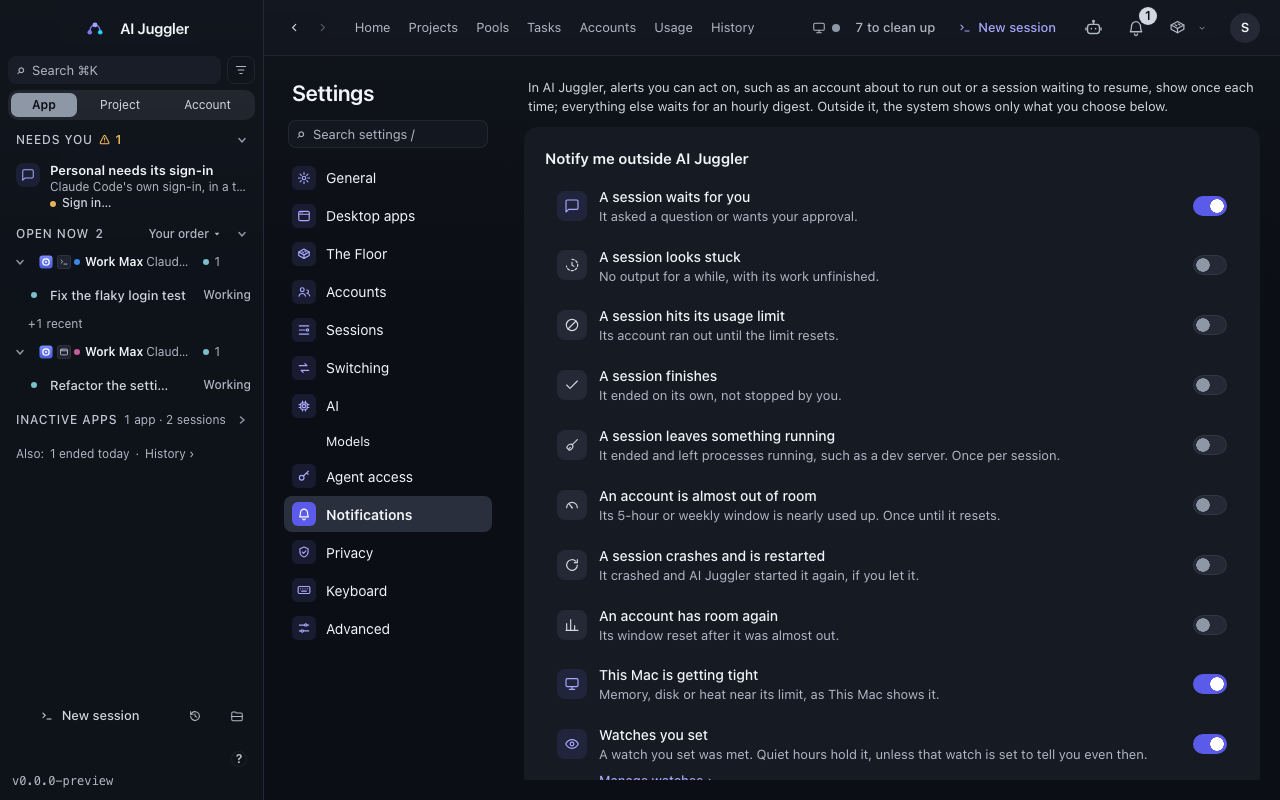 AI Juggler
Search ⌘K
App
Project
Account
NEEDS YOU 1
Personal needs its sign-in
Claude Code's own sign-in, in a t...
Sign in...
OPEN NOW 2
Your order
Work Max Claud... 1
Fix the flaky login test Working
+1 recent
Work Max Claud... 1
Refactor the setti... Working
INACTIVE APPS 1 app · 2 sessions
Also: 1 ended today · History ›
New session
?
v0.0.0-preview
Home
Projects
Pools
Tasks
Accounts
Usage
History
7 to clean up
New session
1
S
Settings
Search settings /
General
Desktop apps
The Floor
Accounts
Sessions
Switching
AI
Models
Agent access
Notifications
Privacy
Keyboard
Advanced
In AI Juggler, alerts you can act on, such as an account about to run out or a session waiting to resume, show once each
time; everything else waits for an hourly digest. Outside it, the system shows only what you choose below.
Notify me outside AI Juggler
A session waits for you
It asked a question or wants your approval.
A session looks stuck
No output for a while, with its work unfinished.
A session hits its usage limit
Its account ran out until the limit resets.
A session finishes
It ended on its own, not stopped by you.
A session leaves something running
It ended and left processes running, such as a dev server. Once per session.
An account is almost out of room
Its 5-hour or weekly window is nearly used up. Once until it resets.
A session crashes and is restarted
It crashed and AI Juggler started it again, if you let it.
An account has room again
Its window reset after it was almost out.
This Mac is getting tight
Memory, disk or heat near its limit, as This Mac shows it.
Watches you set
A watch you set was met. Quiet hours hold it, unless that watch is set to tell you even then.
Manage watches ›